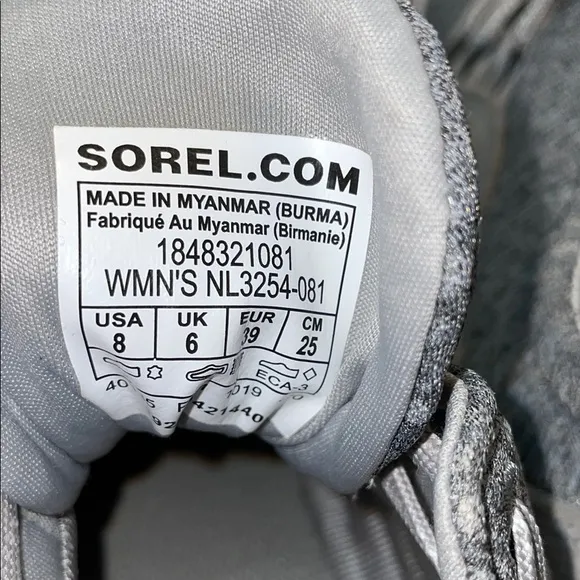 SOREL.COM
MADE IN MYANMAR (BURMA)
Fabriqué Au Myanmar (Birmanie)
1848321081
WMN'S NL3254-081
USA UK EUR CM
8 6 39 25
ECA-3
1019